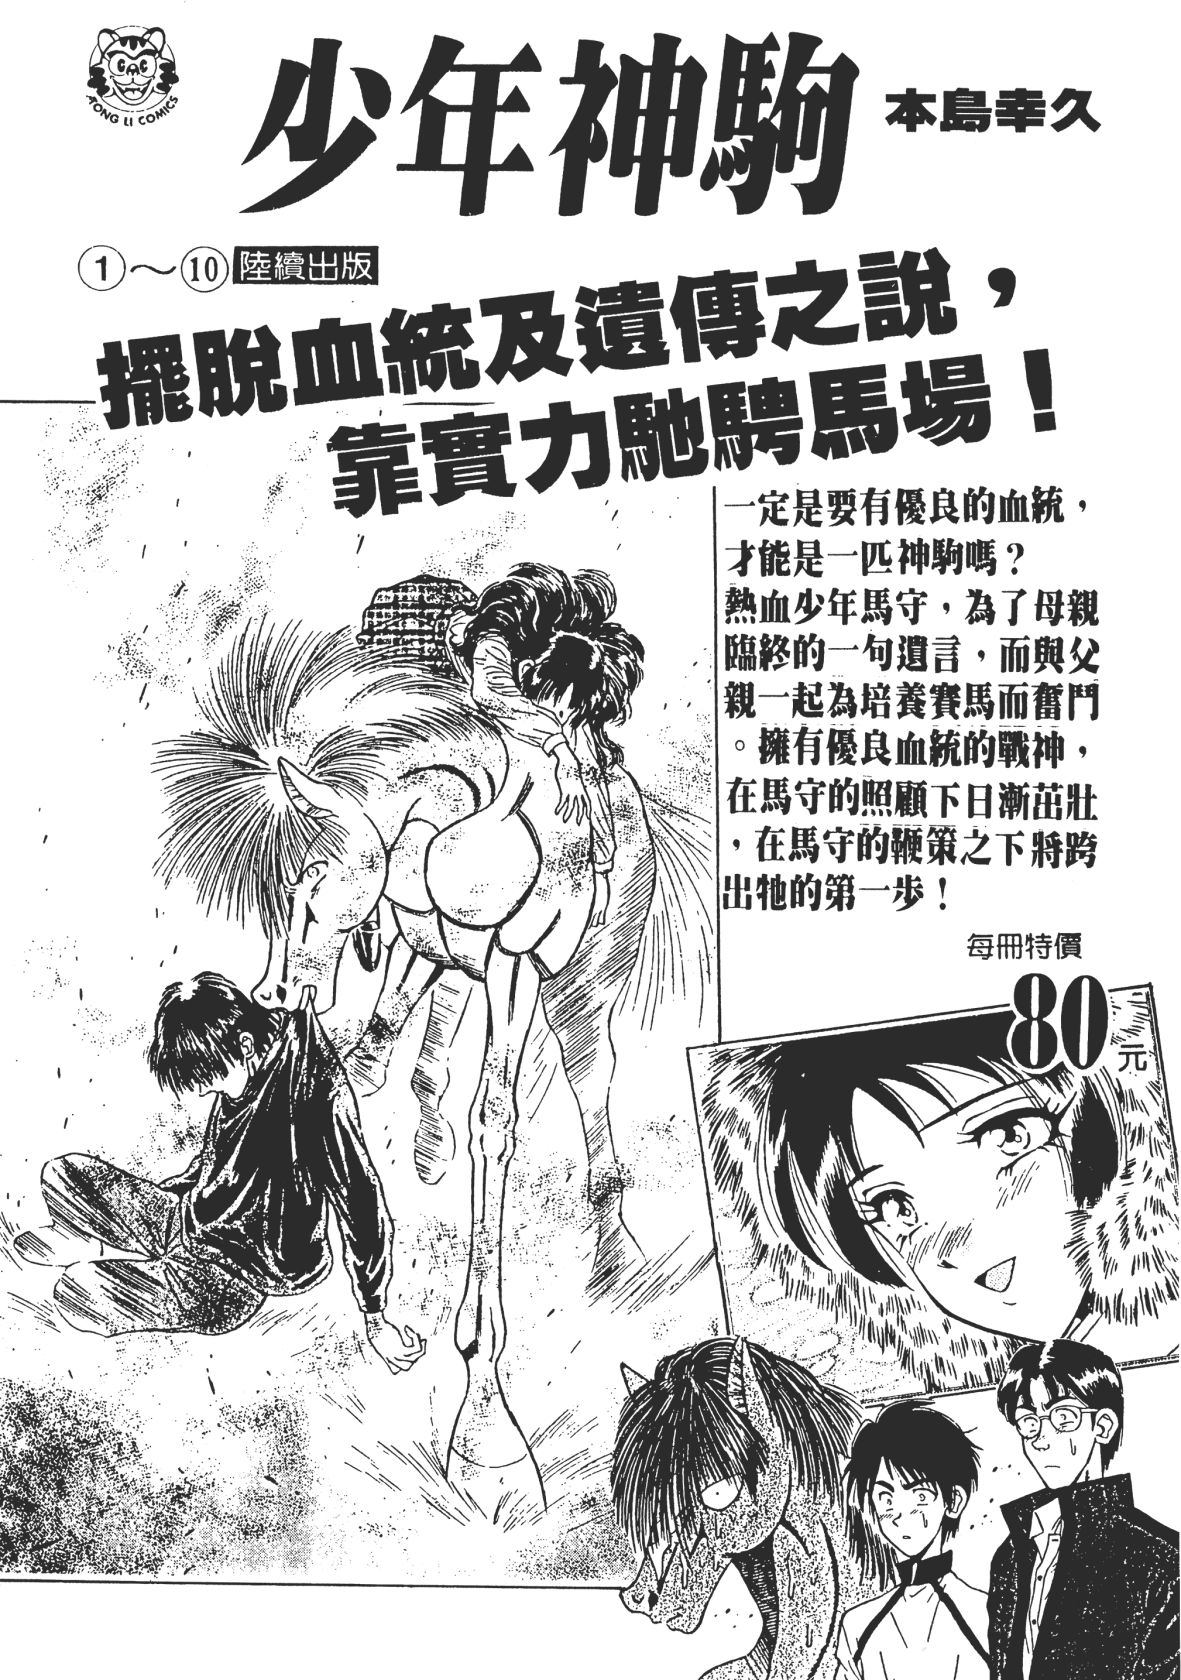 TONG LI COMICS
少年神駒
本島幸久
①～⑩陸續出版
擺脫血統及遺傳之說，
靠實力馳騁馬場！
一定是要有優良的血統，
才能是一匹神駒嗎？
熱血少年馬守，為了母親
臨終的一句遺言，而與父
親一起為培養賽馬而奮鬥
。擁有優良血統的戰神，
在馬守的照顧下日漸茁壯
，在馬守的鞭策之下將跨
出牠的第一步！
每冊特價
80元